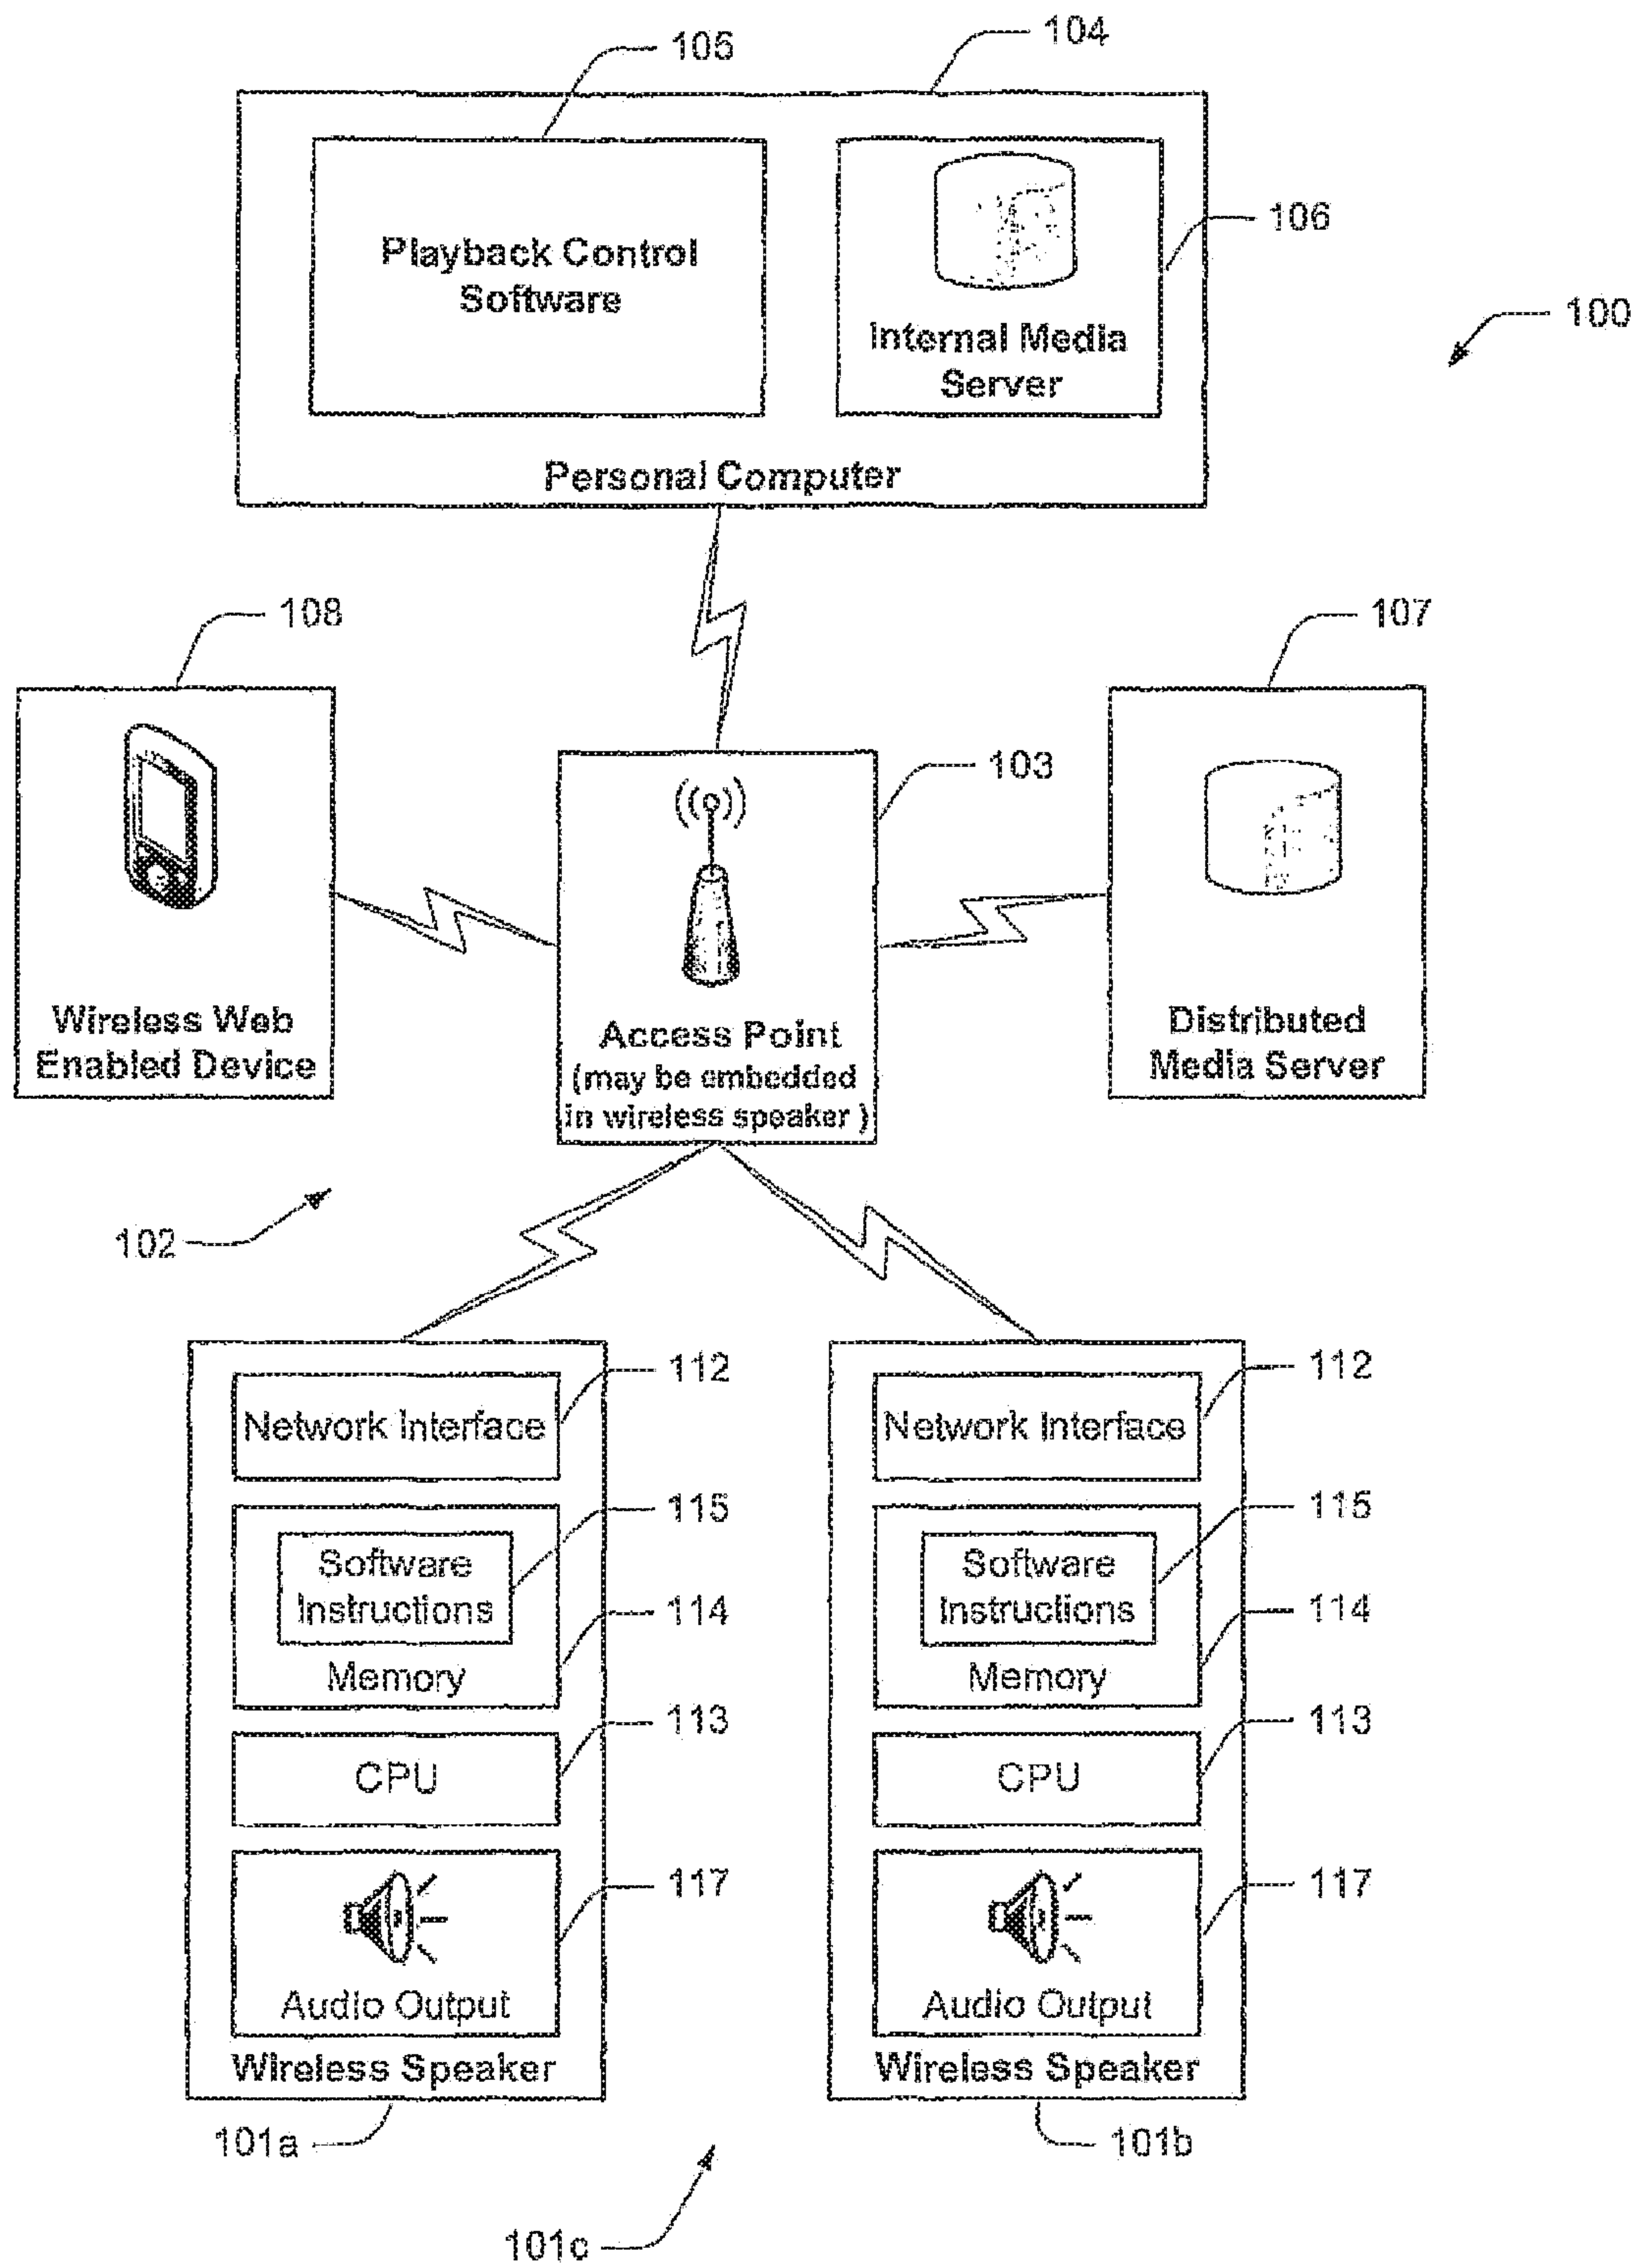 105
104
Playback Control
Software
Internal Media
Server
106
100
Personal Computer
108
107
103
Wireless Web
Enabled Device
Access Point
(may be embedded
in wireless speaker )
Distributed
Media Server
102
Network Interface
112
Network Interface
112
Software
Instructions
115
Memory
114
Software
Instructions
115
Memory
114
CPU
113
CPU
113
Audio Output
117
Audio Output
117
Wireless Speaker
Wireless Speaker
101a
101b
101c